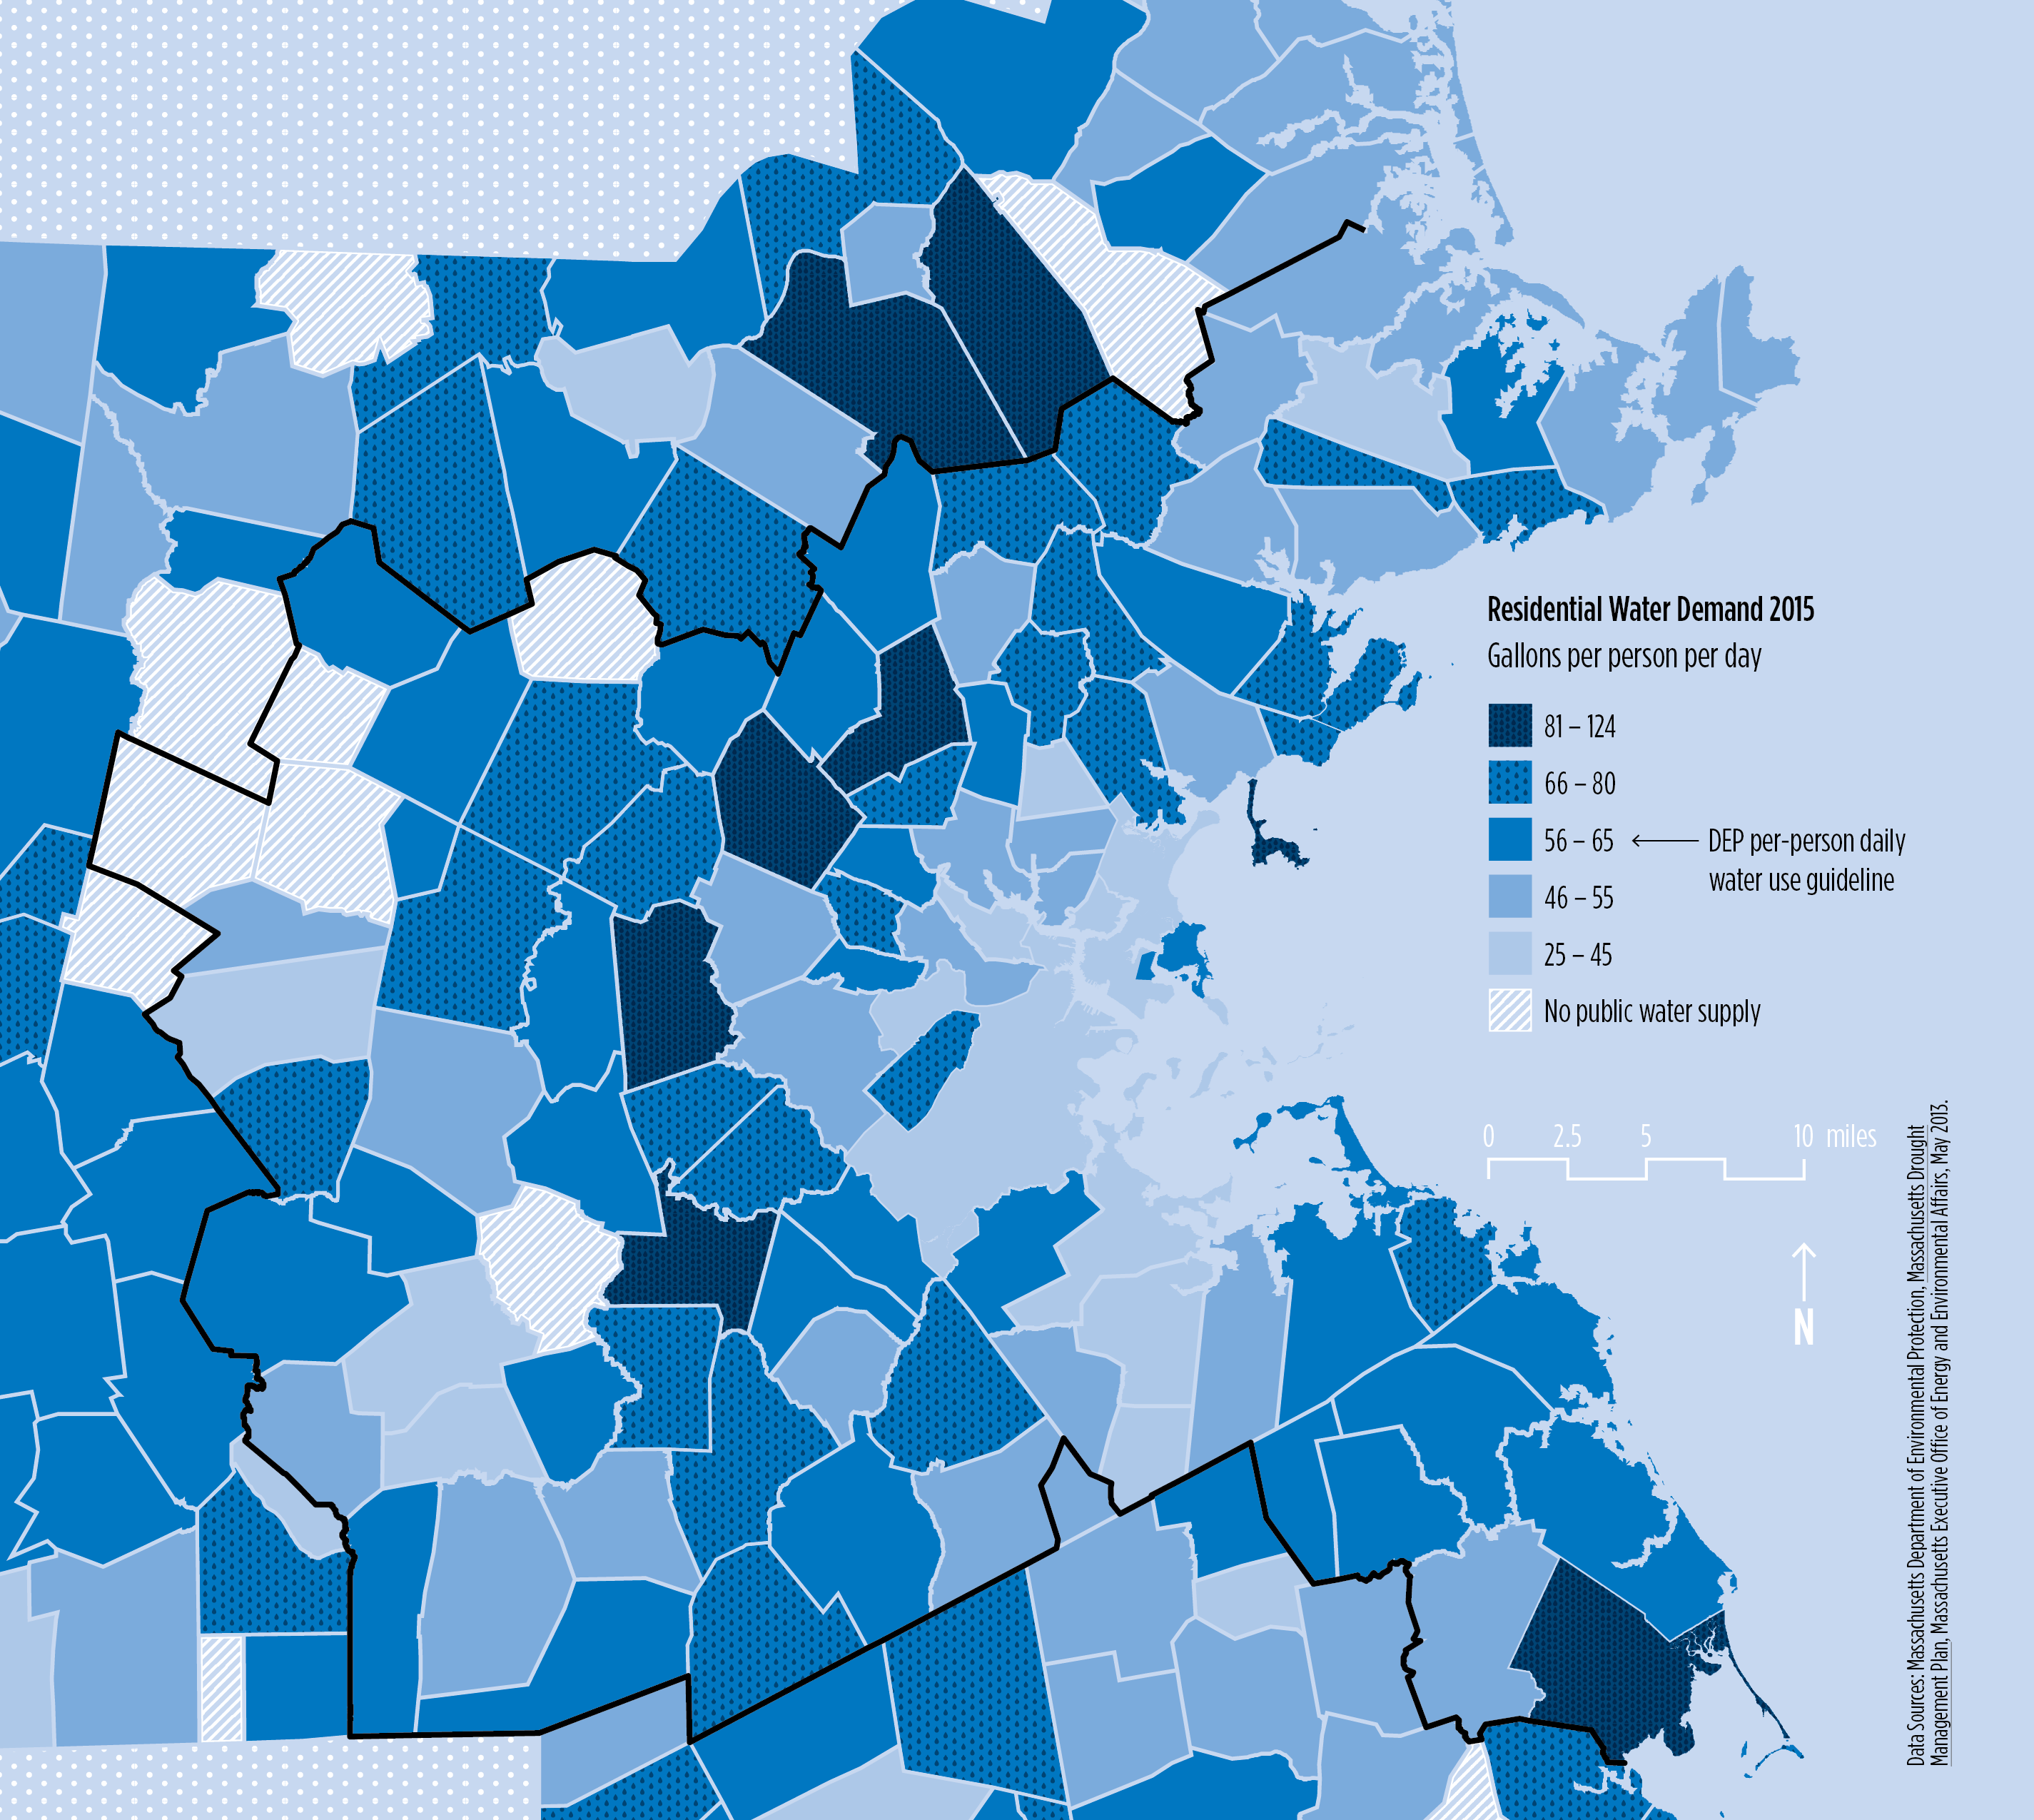 Residential Water Demand 2015
Gallons per person per day
81 – 124
66 – 80
56 – 65
DEP per-person daily
water use guideline
46 – 55
25 – 45
No public water supply
0 2.5 5 10 miles
N
Data Sources: Massachusetts Department of Environmental Protection, Massachusetts Drought
Management Plan, Massachusetts Executive Office of Energy and Environmental Affairs, May 2013.